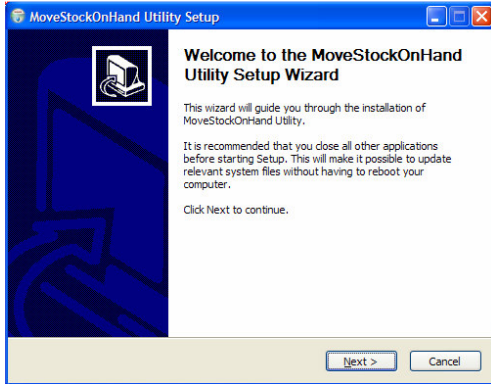 MoveStockOnHand Utility Setup
Welcome to the MoveStockOnHand
Utility Setup Wizard
This wizard will guide you through the installation of
MoveStockOnHand Utility.
It is recommended that you close all other applications
before starting Setup. This will make it possible to update
relevant system files without having to reboot your
computer.
Click Next to continue.
Next >
Cancel